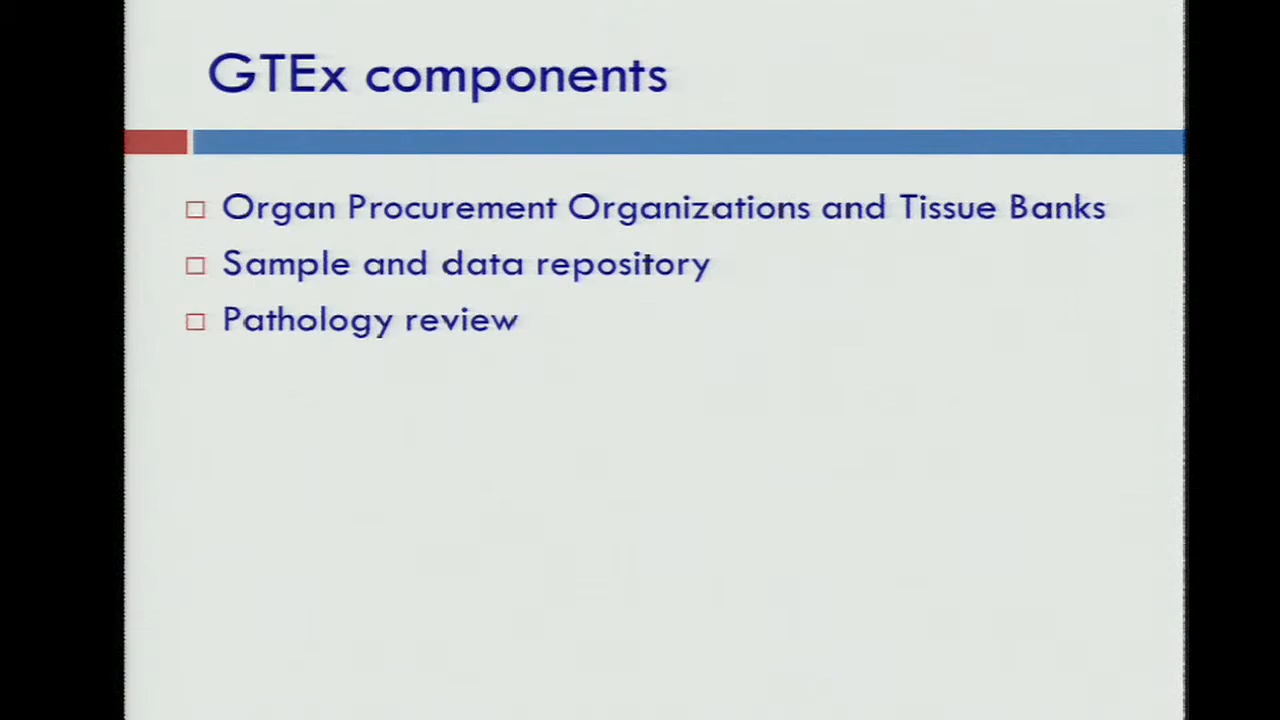 GTEx components
Organ Procurement Organizations and Tissue Banks
Sample and data repository
Pathology review